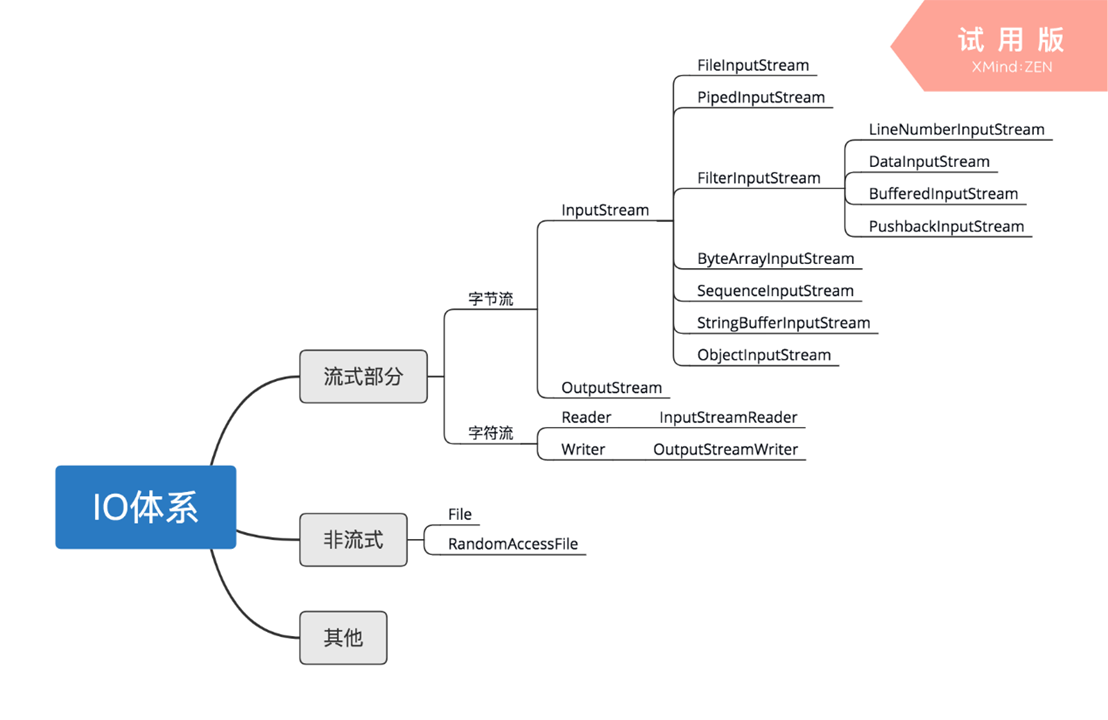 试用版
XMind:ZEN
FileInputStream
PipedInputStream
LineNumberInputStream
DataInputStream
FilterInputStream
BufferedInputStream
InputStream
PushbackInputStream
ByteArrayInputStream
SequenceInputStream
字节流
StringBufferInputStream
ObjectInputStream
流式部分
OutputStream
Reader InputStreamReader
字符流
Writer OutputStreamWriter
IO体系
File
非流式
RandomAccessFile
其他